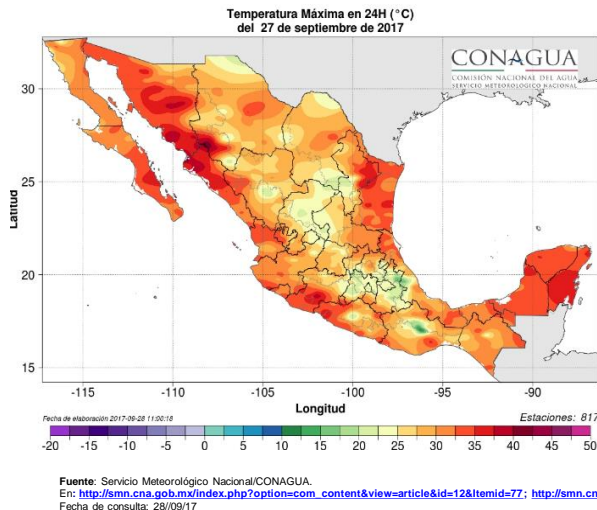 Temperatura Máxima en 24H (°C)
del 27 de septiembre de 2017
CONAGUA
COMISIÓN NACIONAL DEL AGUA
SERVICIO METEOROLÓGICO NACIONAL
30
25
20
15
Latitud
-115 -110 -105 -100 -95 -90
Longitud
Fecha de elaboración 2017-09-28 11:00:18
Estaciones: 817
-20 -15 -10 -5 0 5 10 15 20 25 30 35 40 45 50
Fuente: Servicio Meteorológico Nacional/CONAGUA.
En: http://smn.cna.gob.mx/index.php?option=com_content&view=article&id=12&Itemid=77; http://smn.cn
Fecha de consulta: 28//09/17